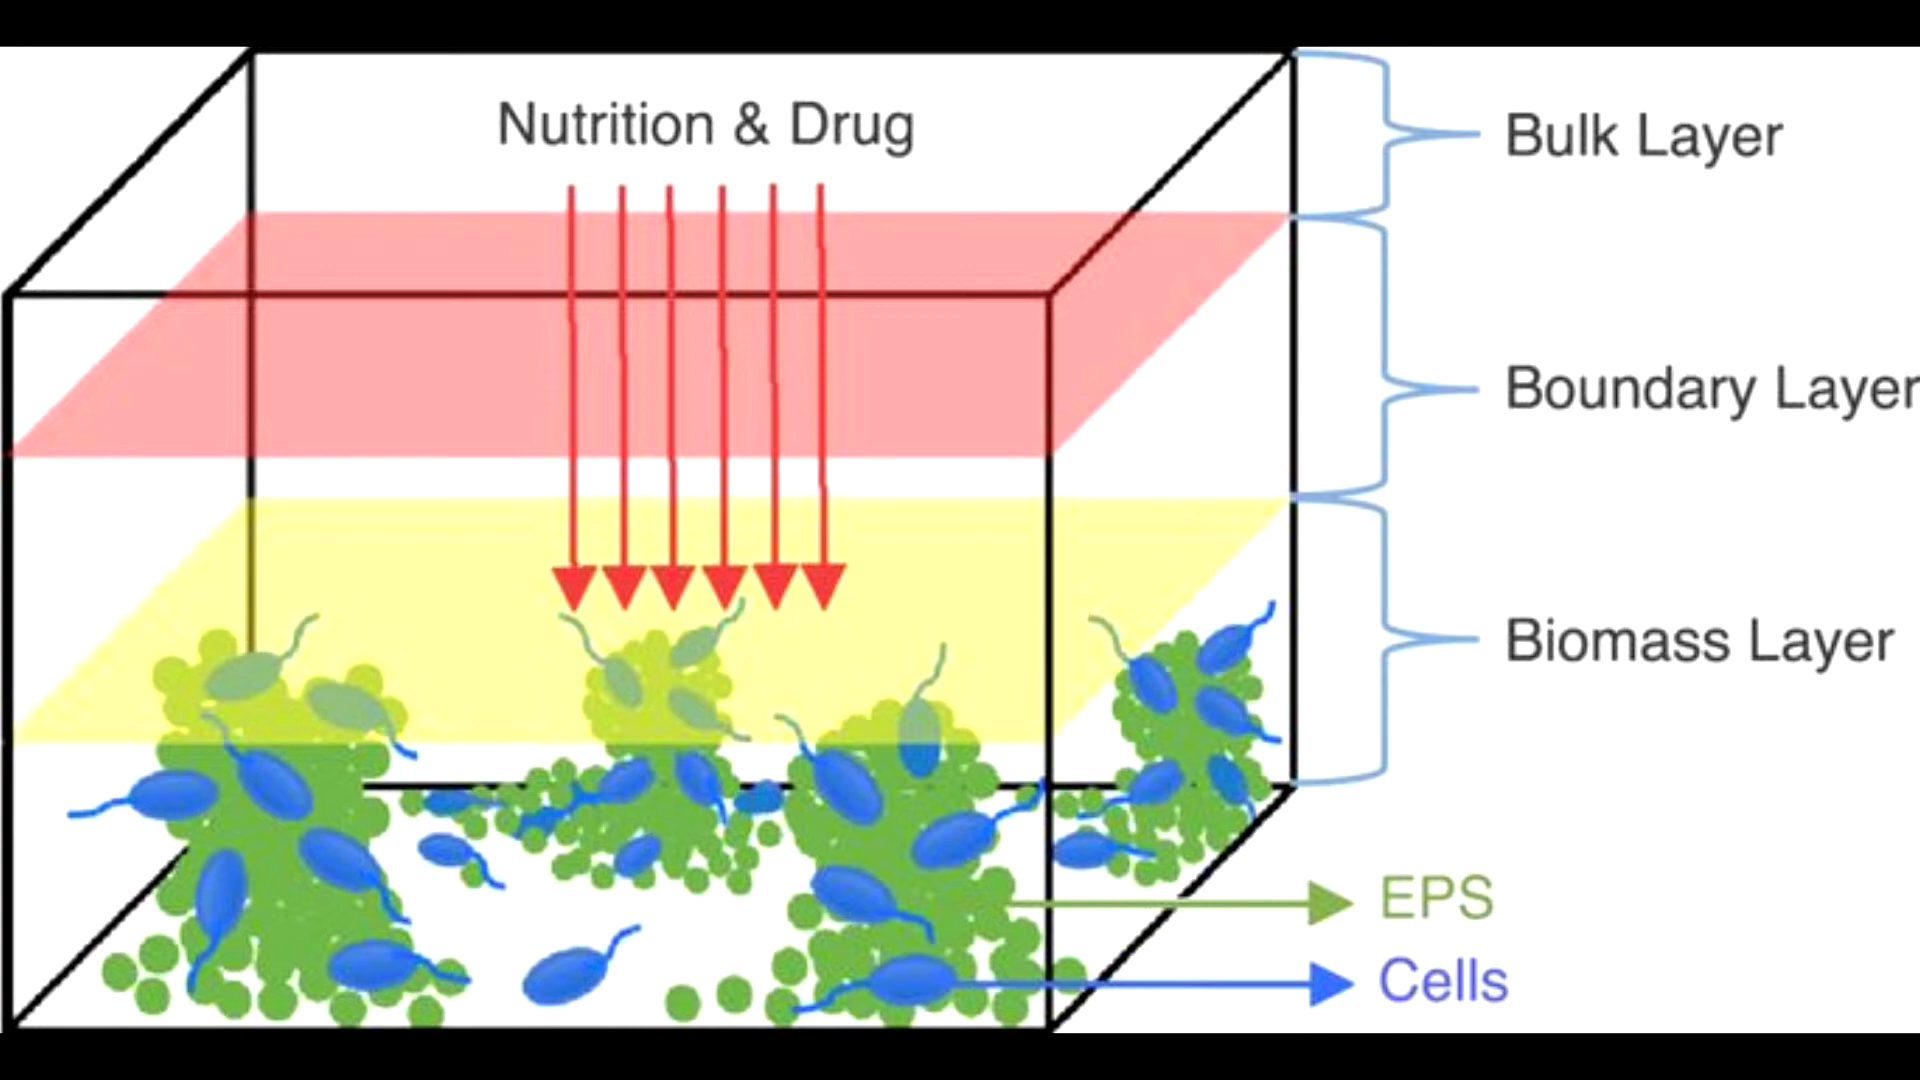 Nutrition & Drug
Bulk Layer
Boundary Layer
Biomass Layer
EPS
Cells